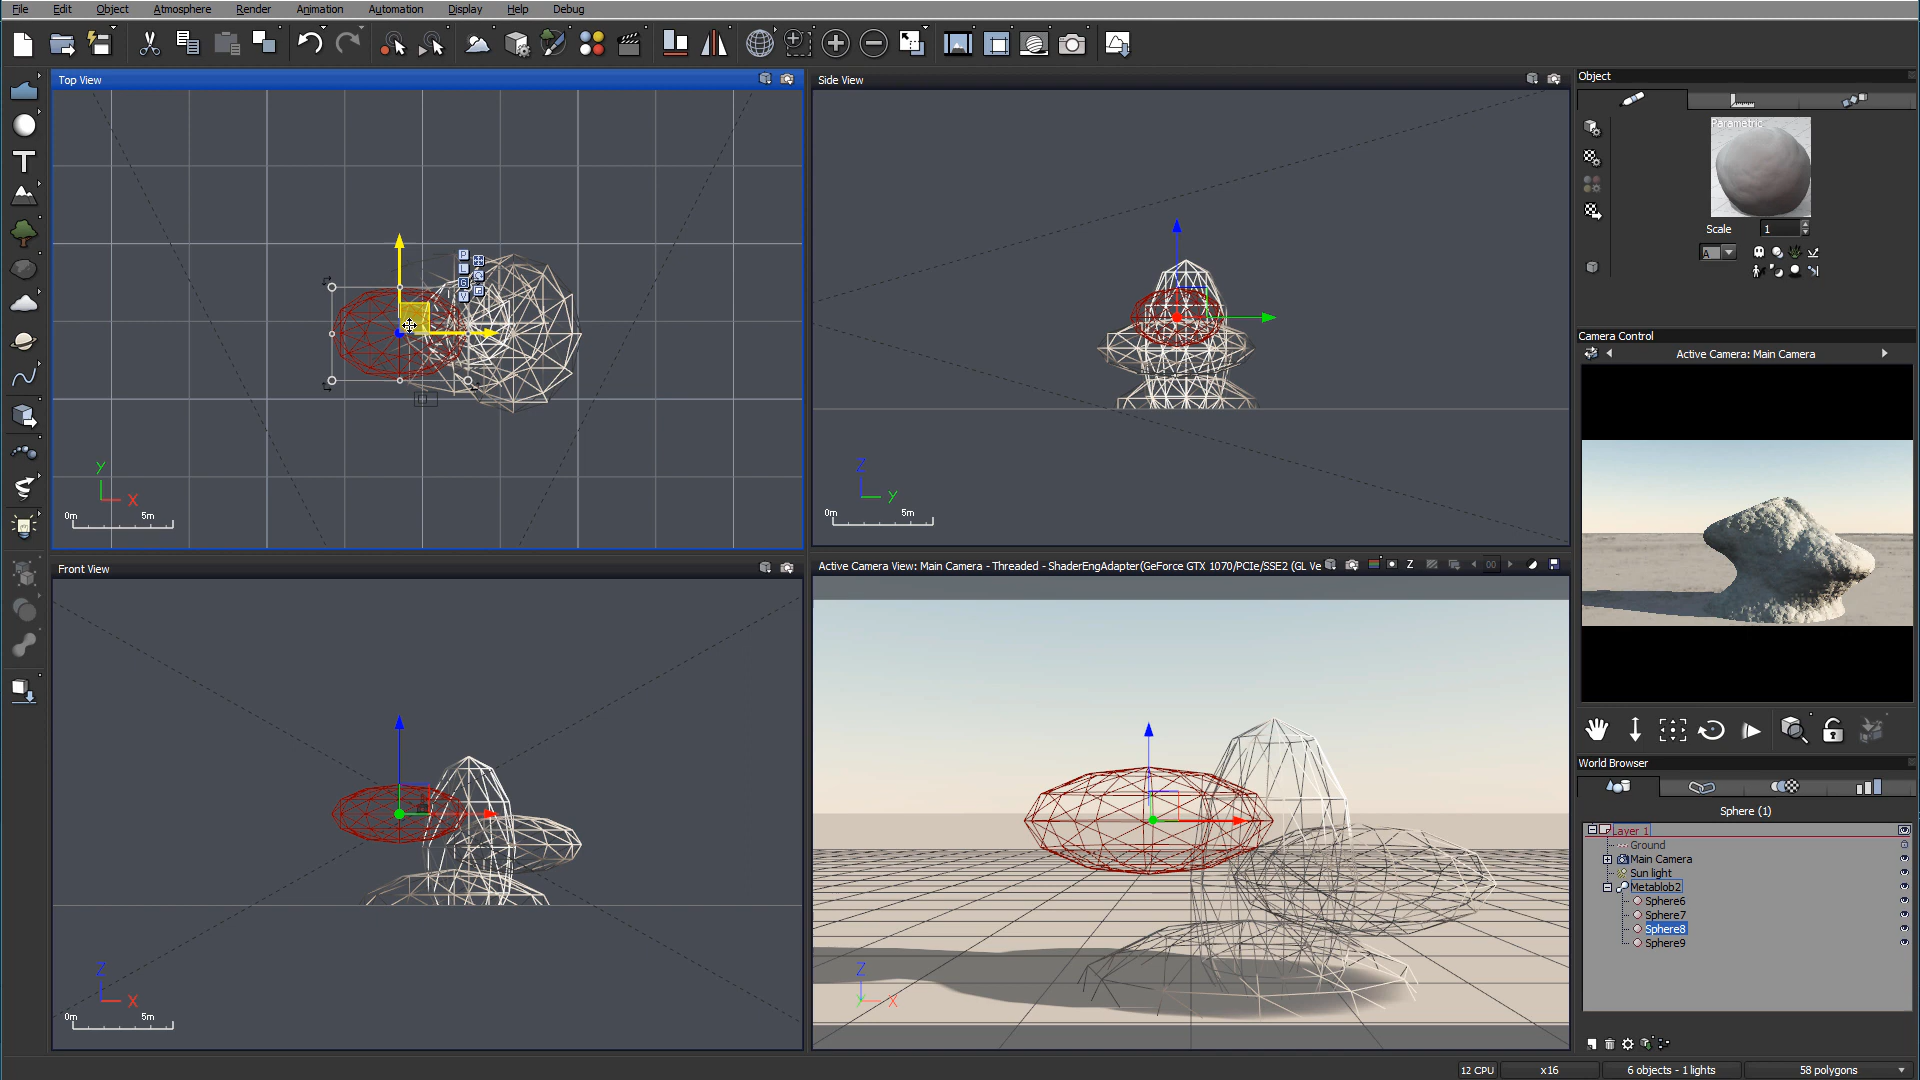 File Edit Object Atmosphere Render Animation Automation Display Help Debug
Top View
Side View
Object
Parametric
Scale 1
A
Y
X
0m 5m
Z
Y
0m 5m
Camera Control
Active Camera: Main Camera
Front View
Active Camera View: Main Camera - Threaded - ShaderEngAdapter(GeForce GTX 1070/PCIe/SSE2 (GL Ve
Z
00
World Browser
Sphere (1)
Layer 1
Ground
Main Camera
Sun light
Metablob2
Sphere6
Sphere7
Sphere8
Sphere9
Z
X
0m 5m
Z
Y
X
12 CPU x16 6 objects - 1 lights 58 polygons